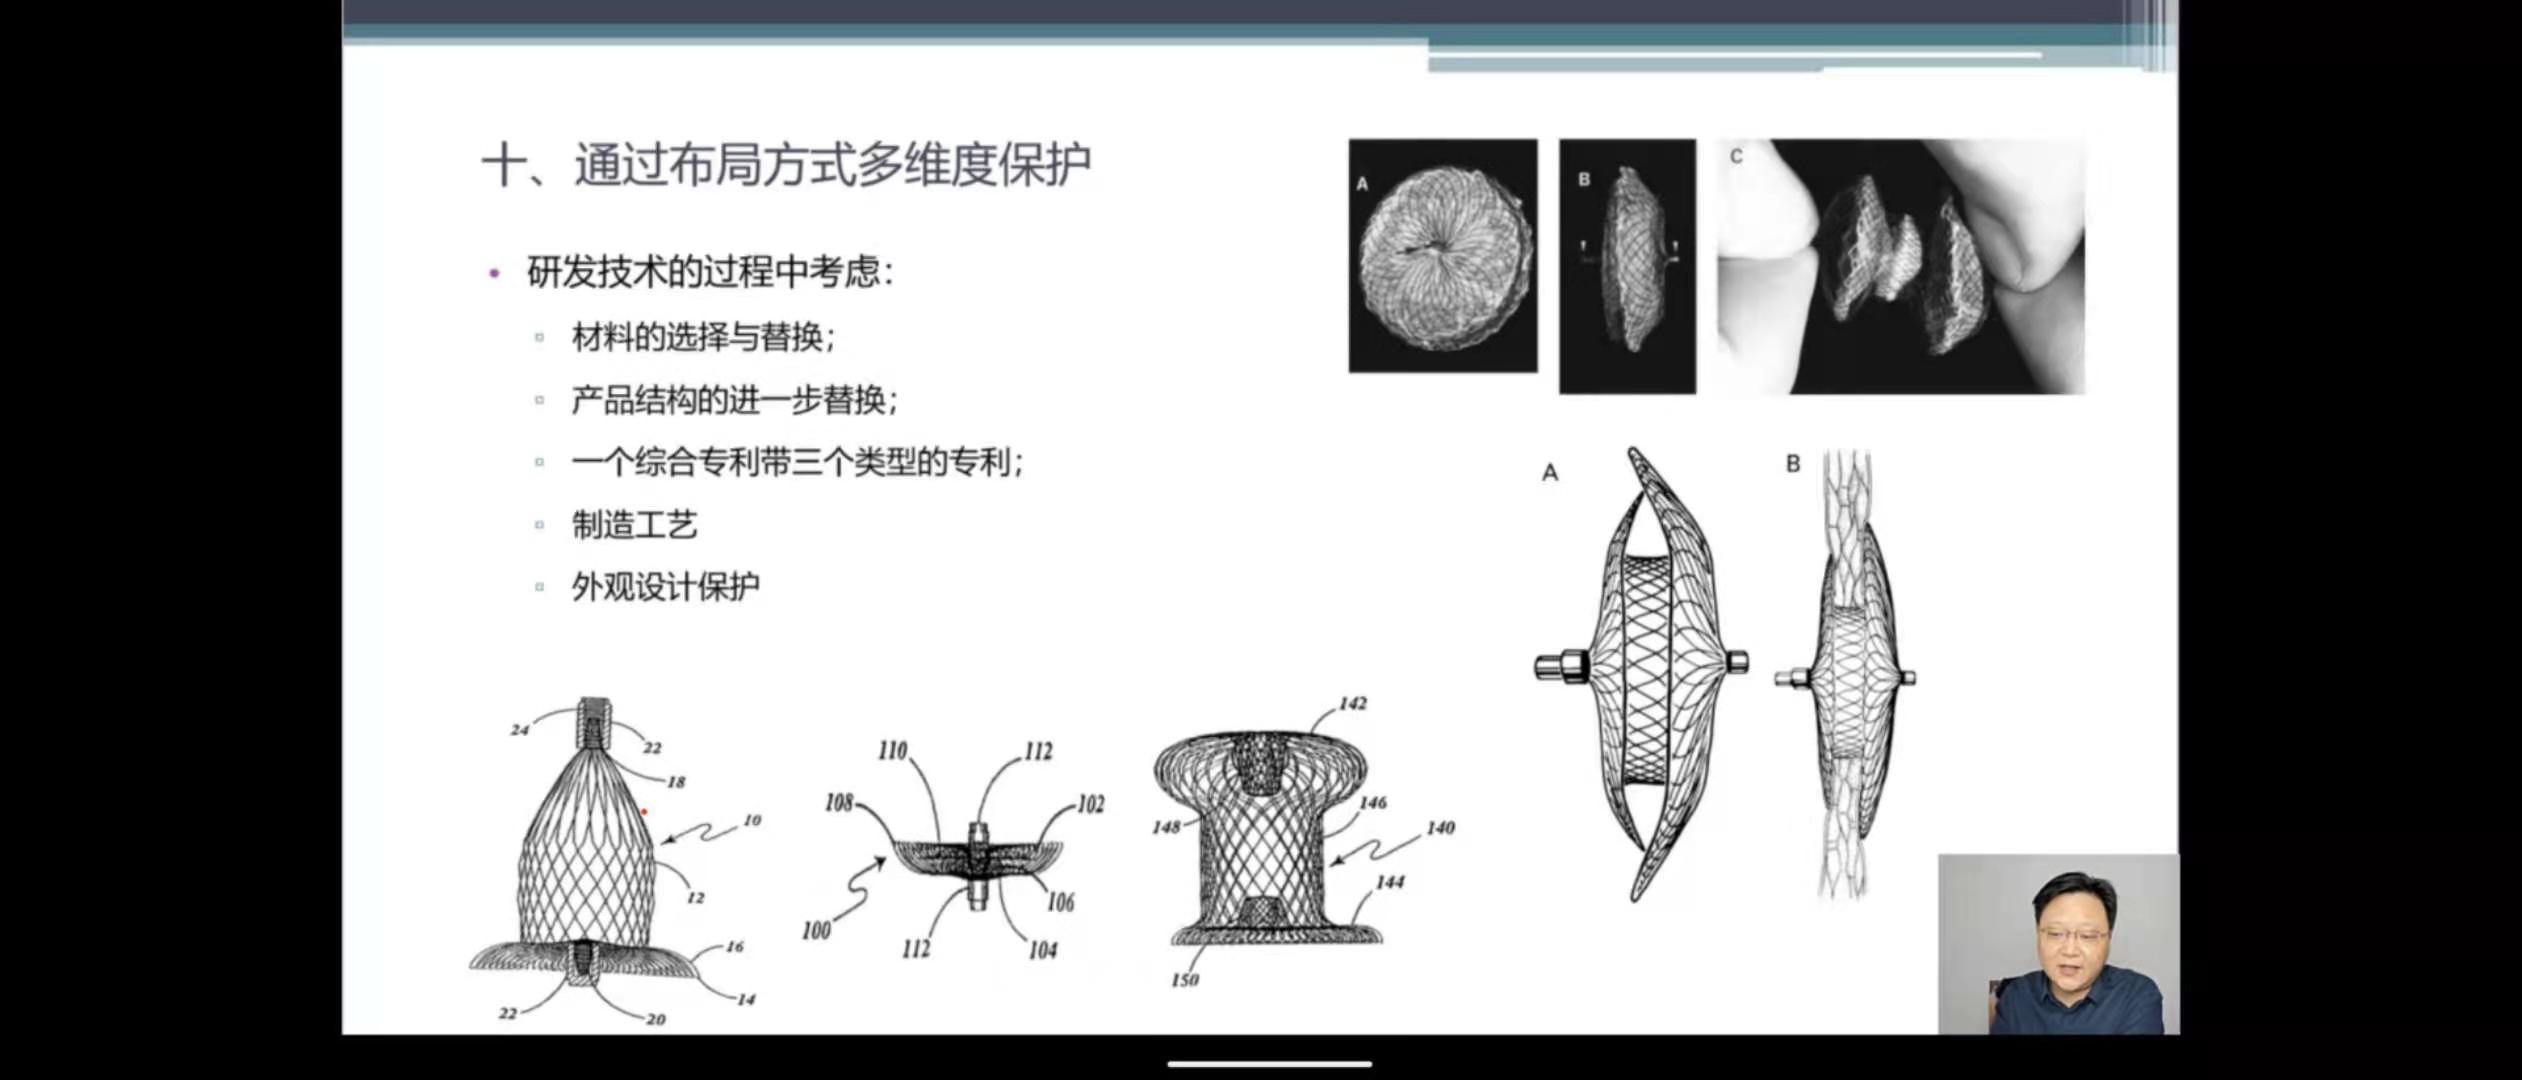 十、通过布局方式多维度保护
研发技术的过程中考虑：
材料的选择与替换；
产品结构的进一步替换；
一个综合专利带三个类型的专利；
制造工艺
外观设计保护
A
B
C
A
B
24
22
18
10
12
16
14
22
20
110
112
108
102
100
106
112
104
142
146
148
140
144
150